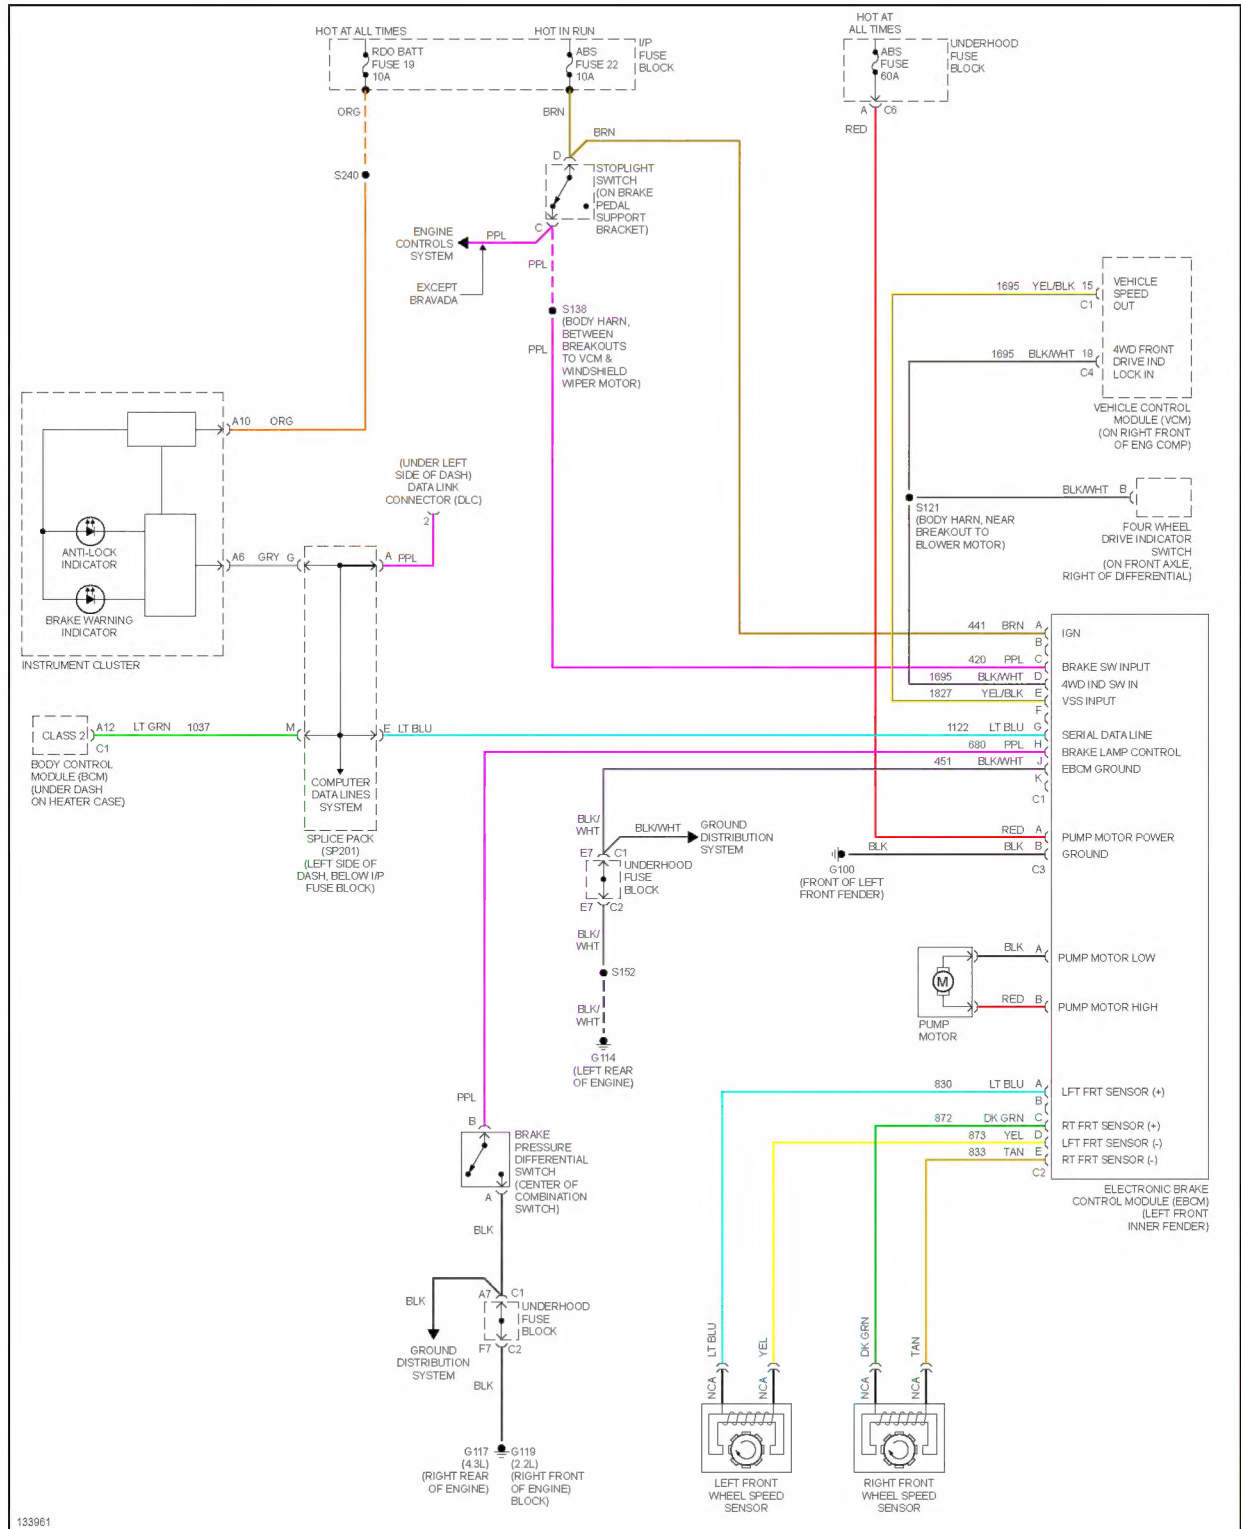 HOT AT ALL TIMES
RDO BATT
FUSE 19
10A
HOT IN RUN
ABS
FUSE 22
10A
I/P
FUSE
BLOCK
HOT AT
ALL TIMES
ABS
FUSE
60A
UNDERHOOD
FUSE
BLOCK
A C6
RED
ORG
BRN
BRN
S240
D
STOPLIGHT
SWITCH
(ON BRAKE
PEDAL
SUPPORT
BRACKET)
C
ENGINE
CONTROLS
SYSTEM
PPL
PPL
EXCEPT
BRAVADA
S138
(BODY HARN,
BETWEEN
BREAKOUTS
TO VCM &
WINDSHIELD
WIPER MOTOR)
PPL
1695 YEL/BLK 15
C1
VEHICLE
SPEED
OUT
1695 BLK/WHT 19
C4
4WD FRONT
DRIVE IND
LOCK IN
VEHICLE CONTROL
MODULE (VCM)
(ON RIGHT FRONT
OF ENG COMP)
A10 ORG
(UNDER LEFT
SIDE OF DASH)
DATA LINK
CONNECTOR (DLC)
2
BLK/WHT B
S121
(BODY HARN, NEAR
BREAKOUT TO
BLOWER MOTOR)
FOUR WHEEL
DRIVE INDICATOR
SWITCH
(ON FRONT AXLE,
RIGHT OF DIFFERENTIAL)
ANTI-LOCK
INDICATOR
A6 GRY G
A PPL
BRAKE WARNING
INDICATOR
INSTRUMENT CLUSTER
441 BRN A IGN
B
420 PPL C BRAKE SW INPUT
1695 BLK/WHT D 4WD IND SW IN
1827 YEL/BLK E VSS INPUT
F
CLASS 2
A12 LT GRN 1037 M
C1
E LT BLU
1122 LT BLU G SERIAL DATA LINE
680 PPL H BRAKE LAMP CONTROL
451 BLK/WHT J EBCM GROUND
K
C1
BODY CONTROL
MODULE (BCM)
(UNDER DASH
ON HEATER CASE)
COMPUTER
DATA LINES
SYSTEM
SPLICE PACK
(SP201)
(LEFT SIDE OF
DASH, BELOW I/P
FUSE BLOCK)
BLK/
WHT
BLK/WHT
GROUND
DISTRIBUTION
SYSTEM
E7 C1
UNDERHOOD
FUSE
BLOCK
E7 C2
BLK/
WHT
S152
BLK/
WHT
G114
(LEFT REAR
OF ENGINE)
RED A PUMP MOTOR POWER
BLK BLK B GROUND
C3
G100
(FRONT OF LEFT
FRONT FENDER)
M
PUMP
MOTOR
BLK A PUMP MOTOR LOW
RED B PUMP MOTOR HIGH
830 LT BLU A LFT FRT SENSOR (+)
B
872 DK GRN C RT FRT SENSOR (+)
873 YEL D LFT FRT SENSOR (-)
833 TAN E RT FRT SENSOR (-)
C2
ELECTRONIC BRAKE
CONTROL MODULE (EBCM)
(LEFT FRONT
INNER FENDER)
PPL
B
BRAKE
PRESSURE
DIFFERENTIAL
SWITCH
(CENTER OF
COMBINATION
SWITCH)
A
BLK
BLK
A7 C1
UNDERHOOD
FUSE
BLOCK
F7 C2
GROUND
DISTRIBUTION
SYSTEM
BLK
G117
(4.3L)
(RIGHT REAR
OF ENGINE)
G119
(2.2L)
(RIGHT FRONT
OF ENGINE)
BLOCK)
LT BLU
YEL
DK GRN
TAN
NCA
NCA
NCA
NCA
LEFT FRONT
WHEEL SPEED
SENSOR
RIGHT FRONT
WHEEL SPEED
SENSOR
133961